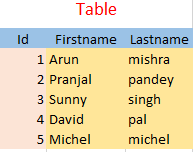 Table
Id Firstname Lastname
1 Arun mishra
2 Pranjal pandey
3 Sunny singh
4 David pal
5 Michel michel